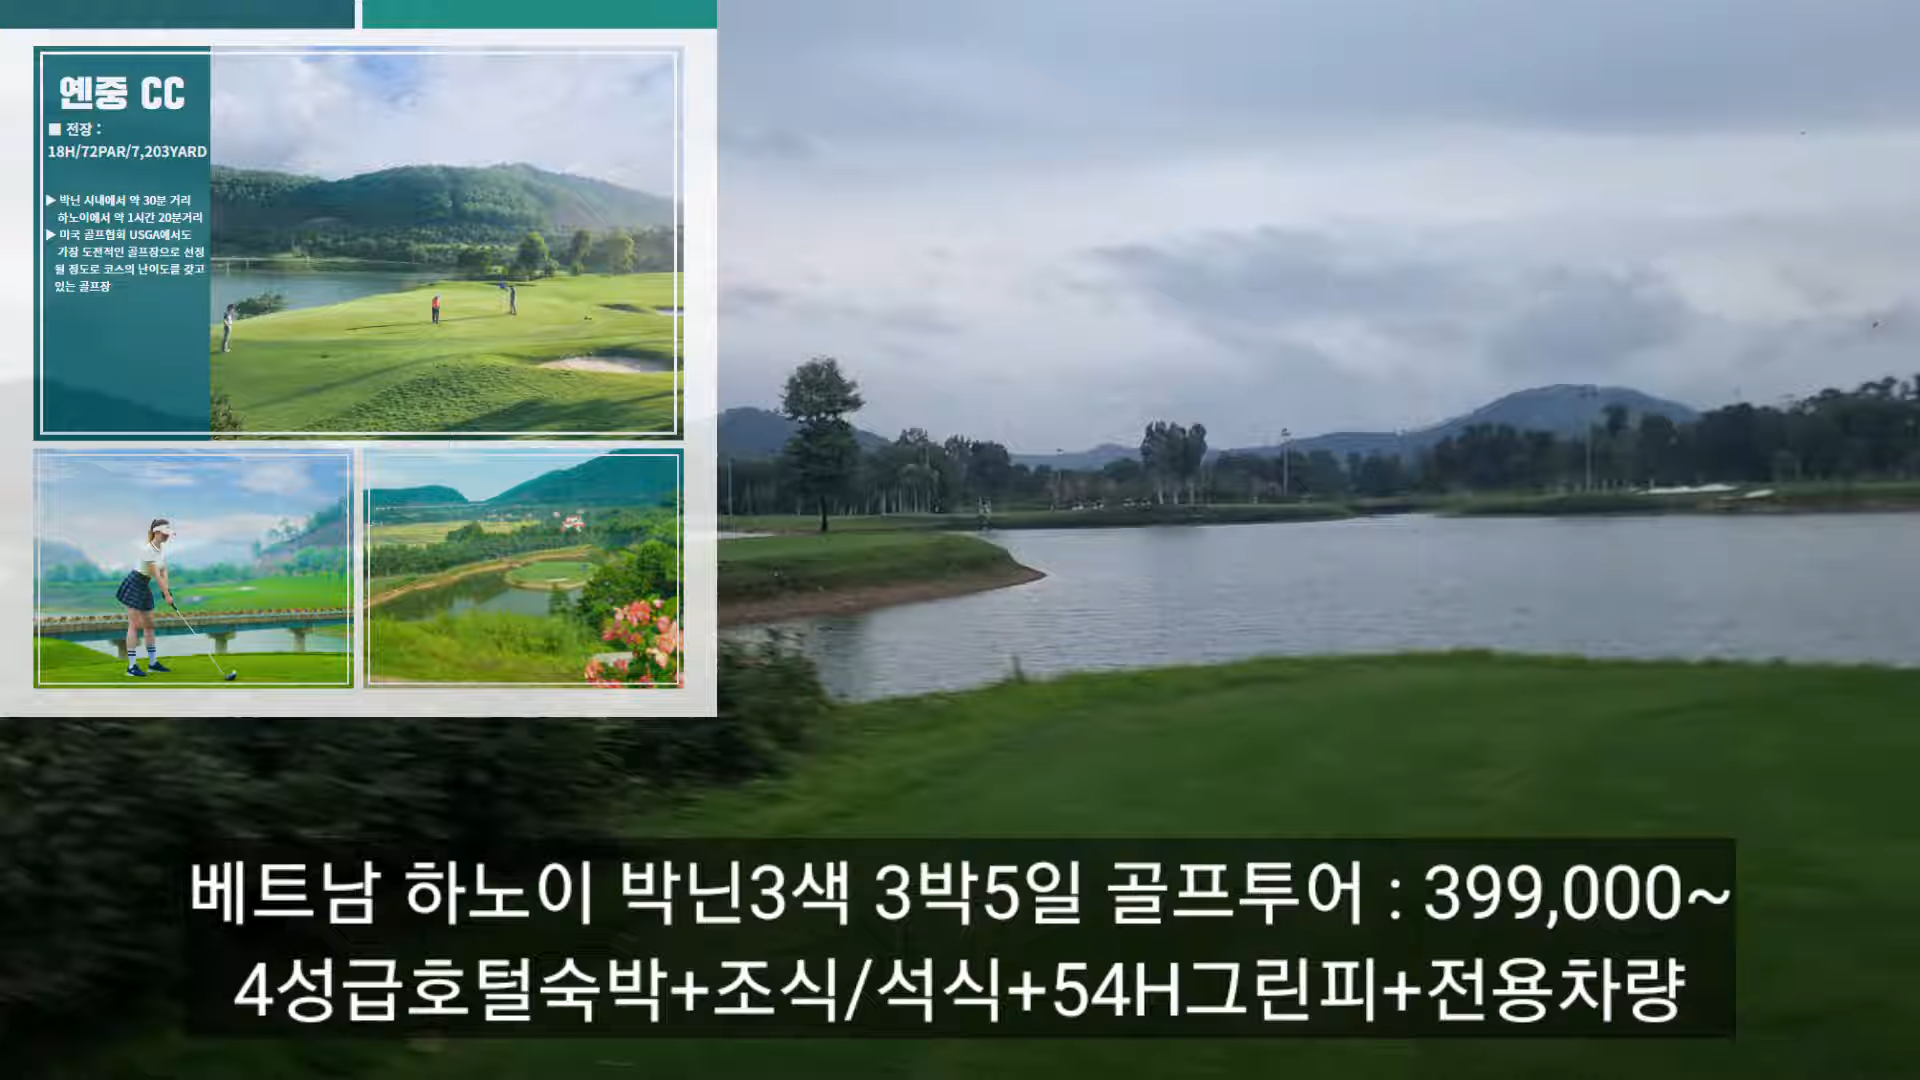 옌중 CC
■ 전장 :
18H/72PAR/7,203YARD
▶ 박닌 시내에서 약 30분 거리
하노이에서 약 1시간 20분거리
▶ 미국 골프협회 USGA에서도
가장 도전적인 골프장으로 선정
될 정도로 코스의 난이도를 갖고
있는 골프장
베트남 하노이 박닌3색 3박5일 골프투어 : 399,000~
4성급호털숙박+조식/석식+54H그린피+전용차량